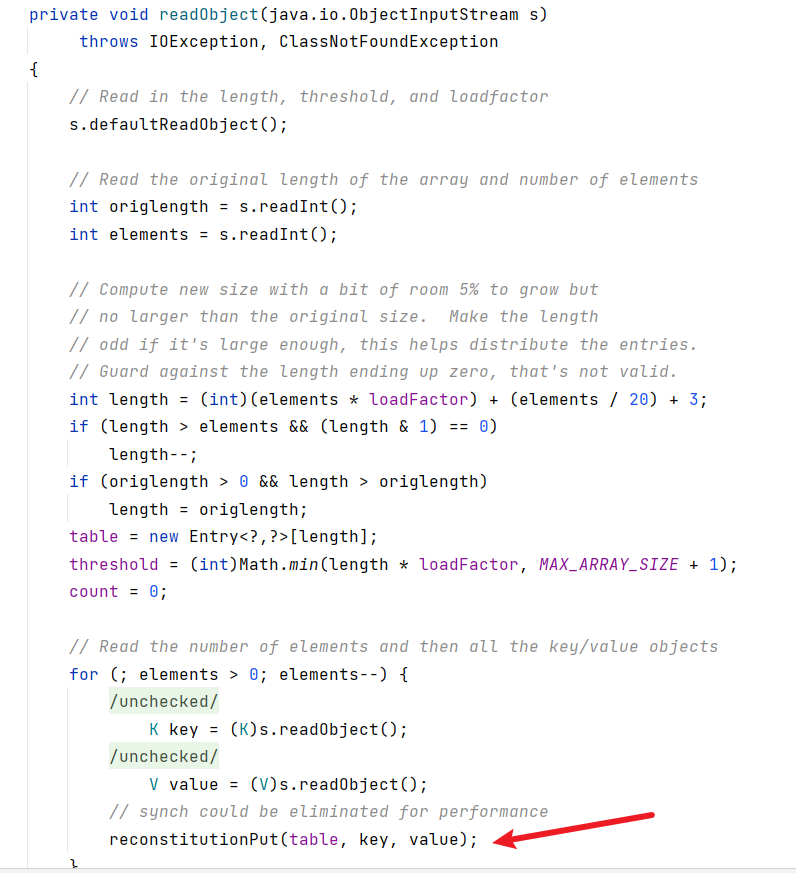 private void readObject(java.io.ObjectInputStream s)
     throws IOException, ClassNotFoundException
{
    // Read in the length, threshold, and loadfactor
    s.defaultReadObject();

    // Read the original length of the array and number of elements
    int origlength = s.readInt();
    int elements = s.readInt();

    // Compute new size with a bit of room 5% to grow but
    // no larger than the original size.  Make the length
    // odd if it's large enough, this helps distribute the entries.
    // Guard against the length ending up zero, that's not valid.
    int length = (int)(elements * loadFactor) + (elements / 20) + 3;
    if (length > elements && (length & 1) == 0)
        length--;
    if (origlength > 0 && length > origlength)
        length = origlength;
    table = new Entry<?,?>[length];
    threshold = (int)Math.min(length * loadFactor, MAX_ARRAY_SIZE + 1);
    count = 0;

    // Read the number of elements and then all the key/value objects
    for (; elements > 0; elements--) {
        /unchecked/
            K key = (K)s.readObject();
        /unchecked/
            V value = (V)s.readObject();
        // synch could be eliminated for performance
        reconstitutionPut(table, key, value);
    }